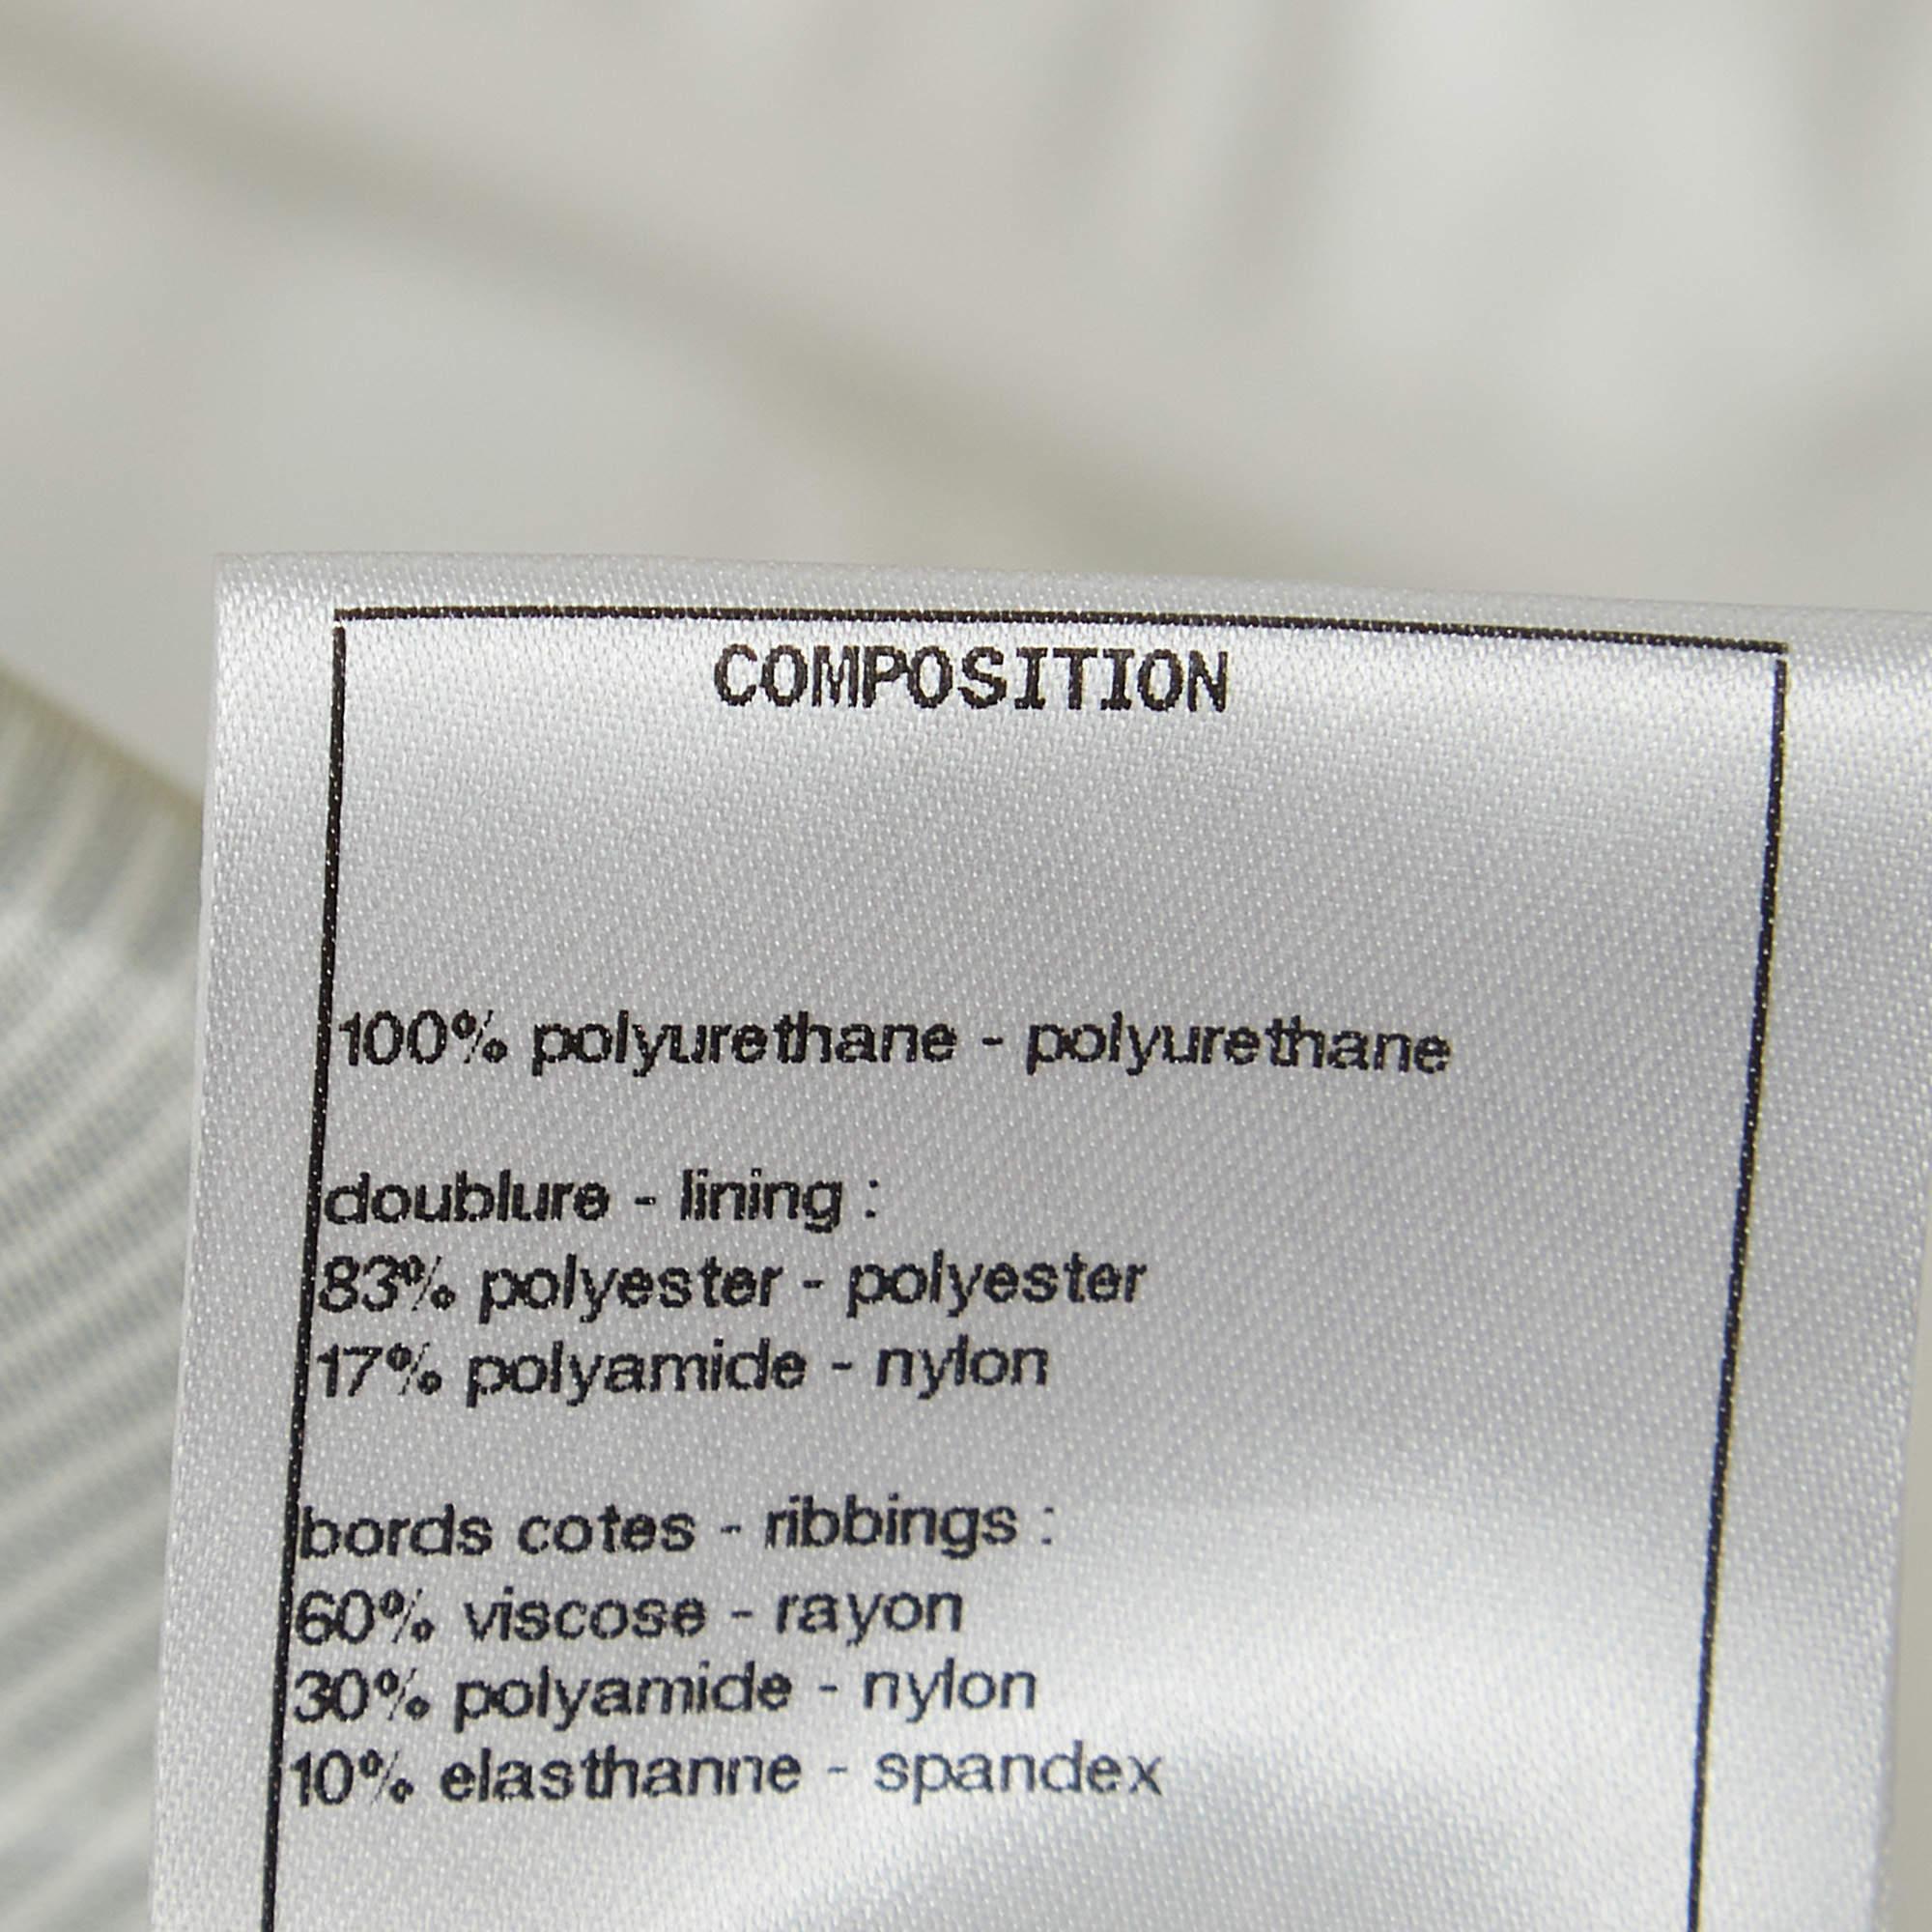 COMPOSITION
100% polyurethane - polyurethane
doublure - lining :
83% polyester - polyester
17% polyamide - nylon
bords cotes - ribbings :
60% viscose - rayon
30% polyamide - nylon
10% elasthanne - spandex